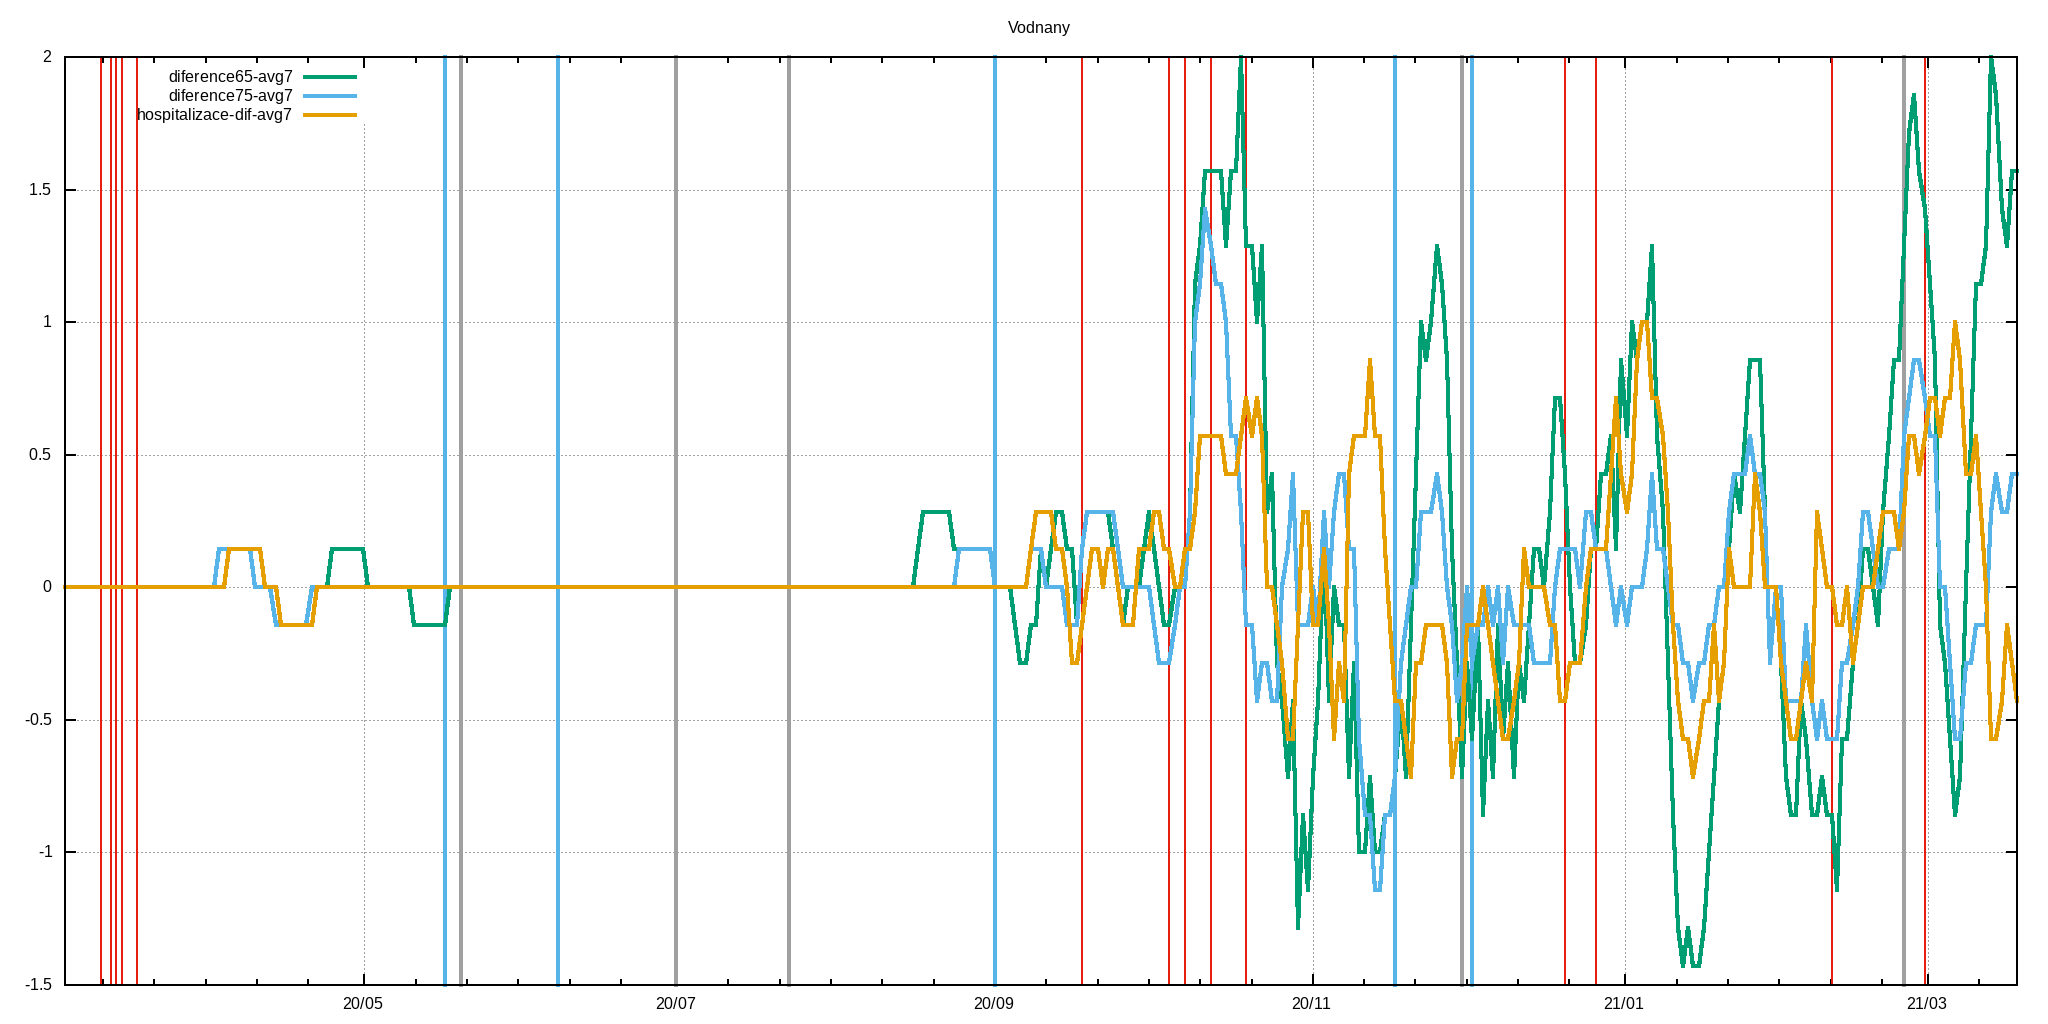 Vodnany
2
diference65-avg7
diference75-avg7
hospitalizace-dif-avg7
1.5
1
0.5
0
-0.5
-1
-1.5
20/05 20/07 20/09 20/11 21/01 21/03